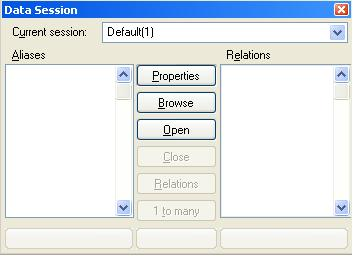 Data Session
Current session: Default(1)
Aliases
Relations
Properties
Browse
Open
Close
Relations
1 to many